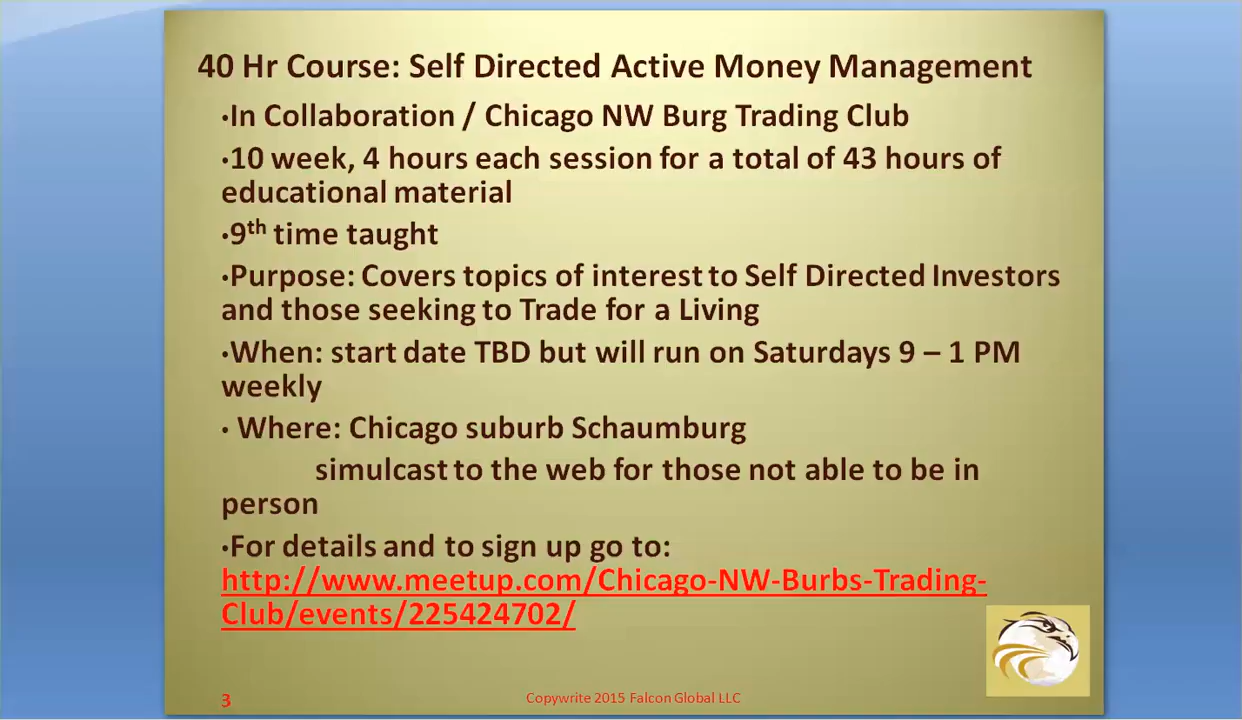 40 Hr Course: Self Directed Active Money Management
•In Collaboration / Chicago NW Burg Trading Club
•10 week, 4 hours each session for a total of 43 hours of
educational material
•9th time taught
•Purpose: Covers topics of interest to Self Directed Investors
and those seeking to Trade for a Living
•When: start date TBD but will run on Saturdays 9 – 1 PM
weekly
• Where: Chicago suburb Schaumburg
simulcast to the web for those not able to be in
person
•For details and to sign up go to:
http://www.meetup.com/Chicago-NW-Burbs-Trading-
Club/events/225424702/
3
Copywrite 2015 Falcon Global LLC